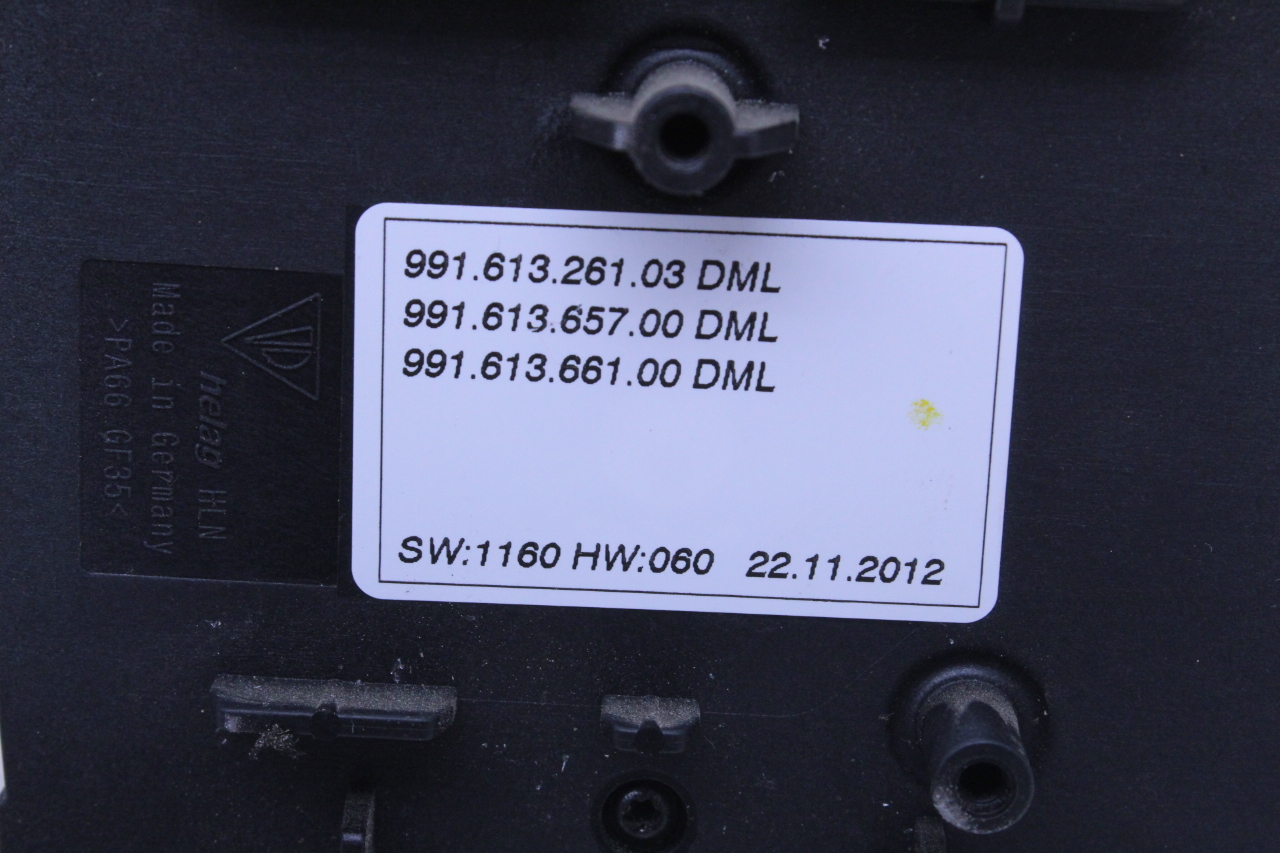 991.613.261.03 DML
991.613.657.00 DML
991.613.661.00 DML
SW:1160 HW:060 22.11.2012
helag HLN
Made in Germany
>PA66 GF35<